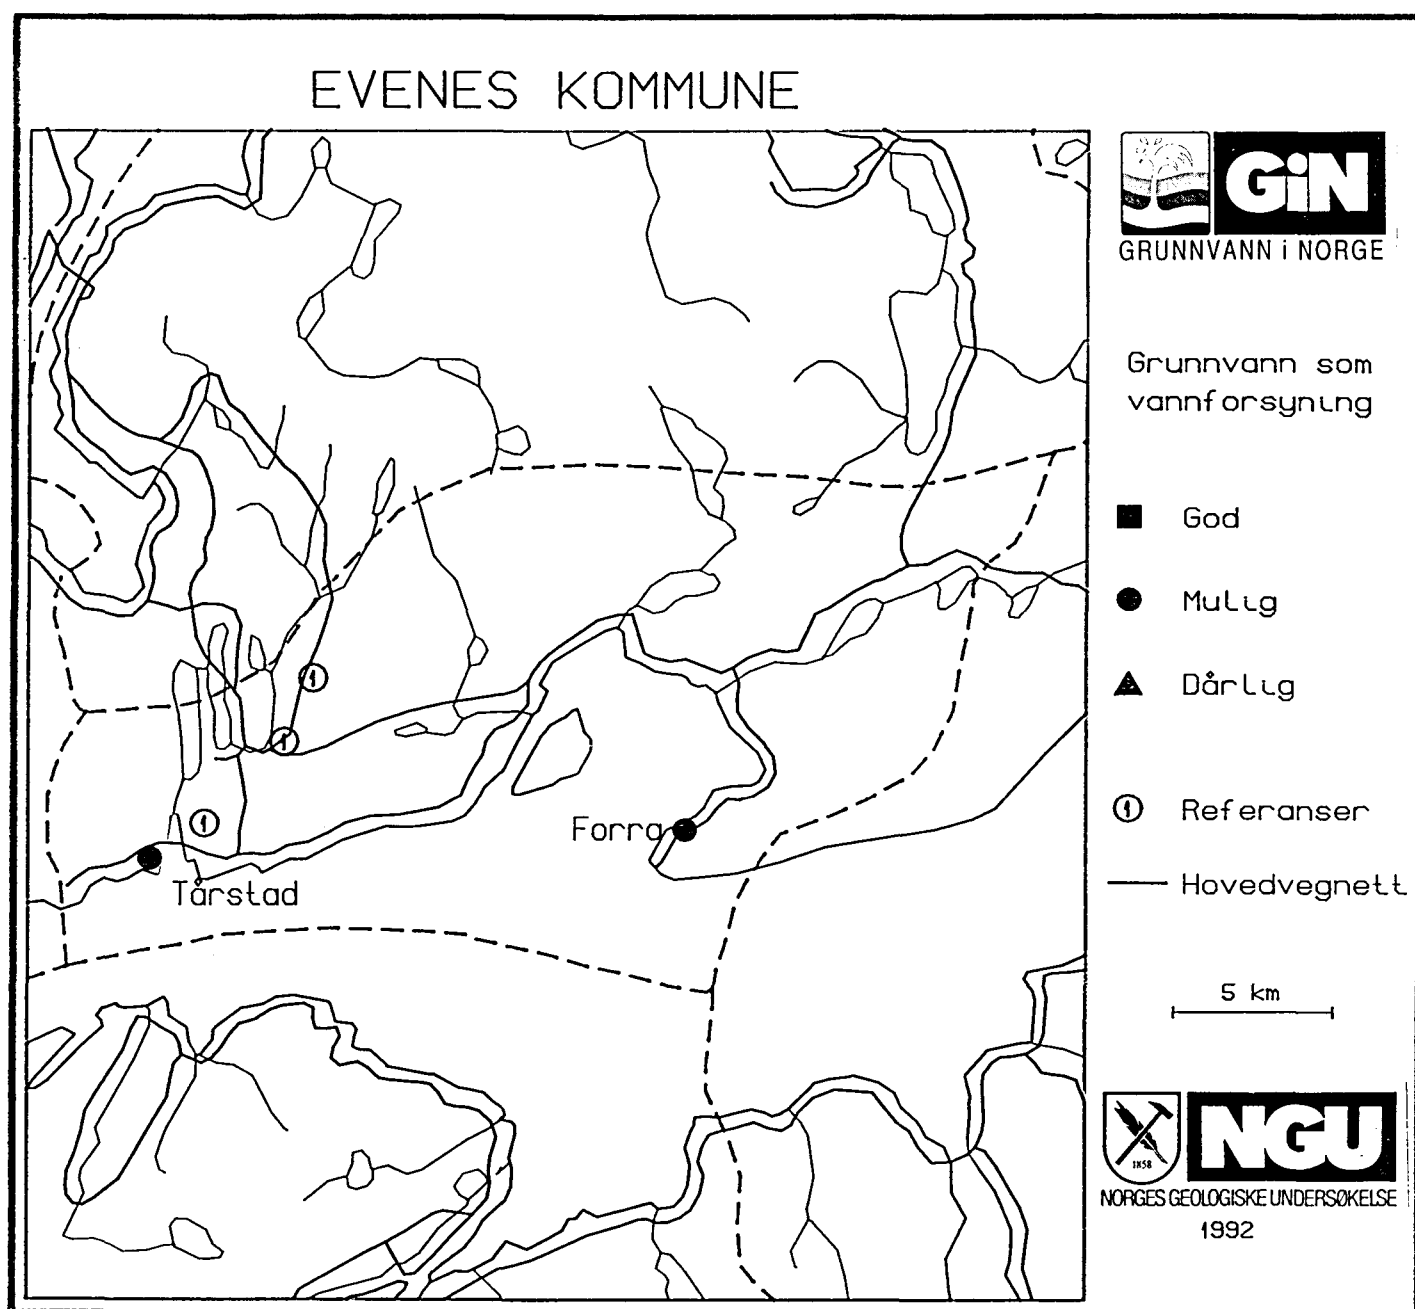 EVENES KOMMUNE
GiN
GRUNNVANN i NORGE
Grunnvann som
vannforsyning
God
Mulig
Dårlig
1 Referanser
Hovedvegnett
5 km
1
1
1
Forra
Tårstad
1858
NGU
NORGES GEOLOGISKE UNDERSØKELSE
1992